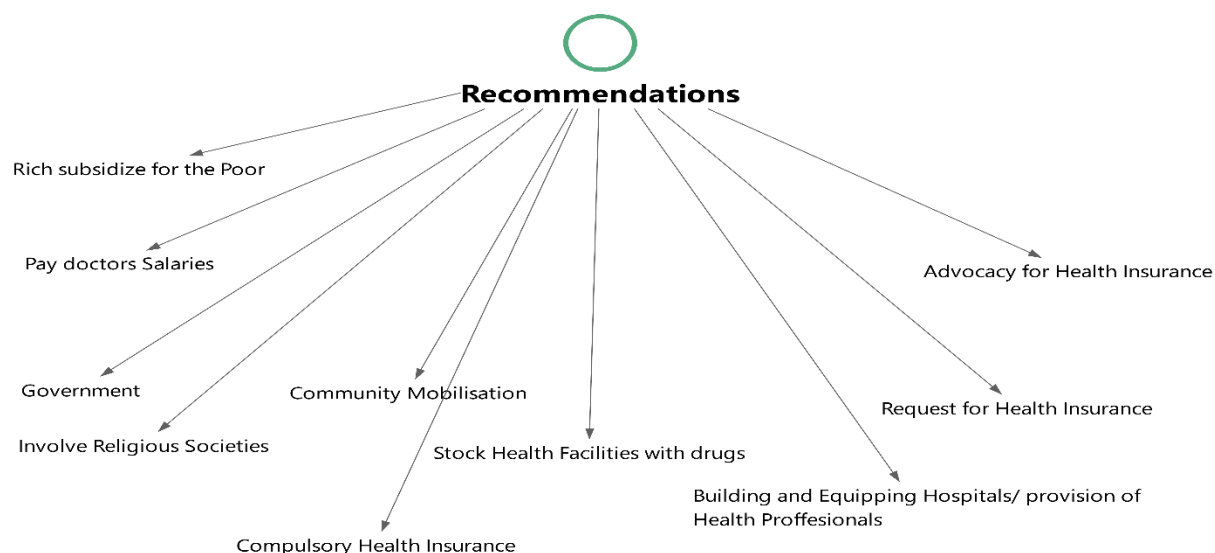 Recommendations
Rich subsidize for the Poor
Pay doctors Salaries
Advocacy for Health Insurance
Government
Community Mobilisation
Request for Health Insurance
Involve Religious Societies
Stock Health Facilities with drugs
Building and Equipping Hospitals/ provision of
Health Proffesionals
Compulsory Health Insurance